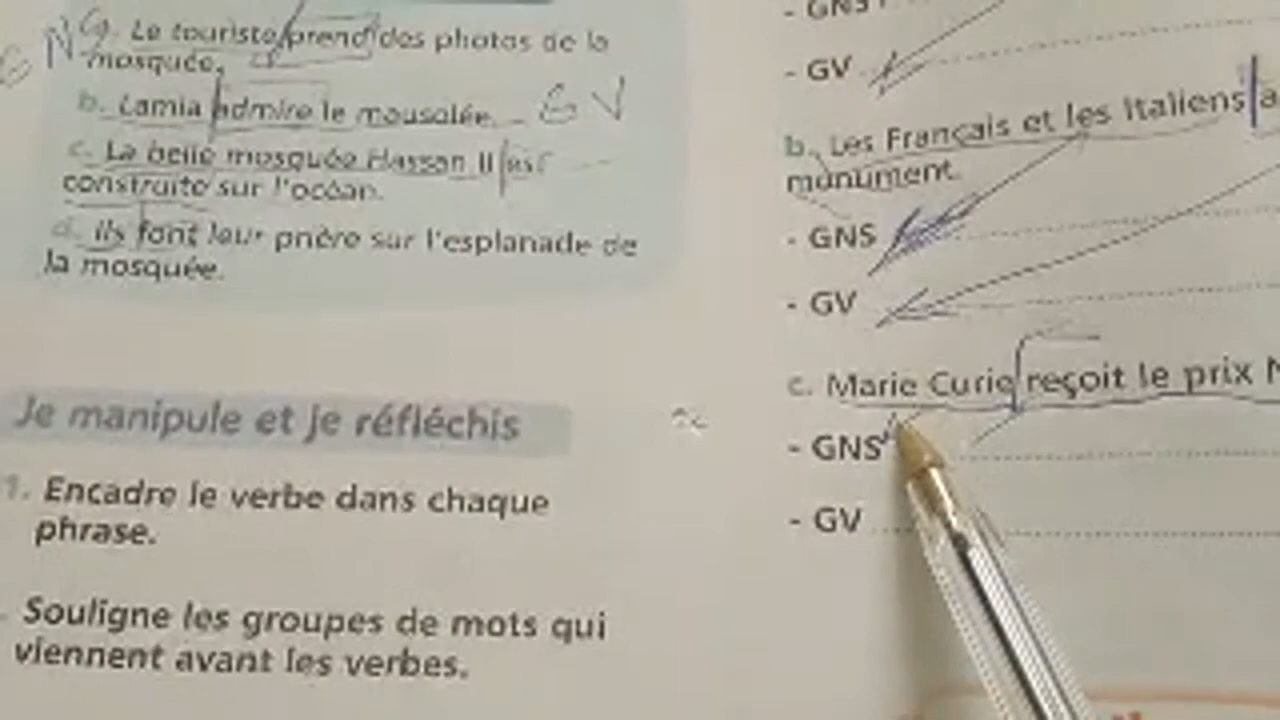 a. Le touriste prend des photos de la
mosquée.
b. Lamia admire le mausolée.
G V
c. La belle mosquée Hassan II est
construite sur l'océan.
d. Ils font leur prière sur l'esplanade de
la mosquée.
Je manipule et je réfléchis
1. Encadre le verbe dans chaque
phrase.
Souligne les groupes de mots qui
viennent avant les verbes.
- GNS
- GV
b. Les Français et les Italiens a
monument.
- GNS
- GV
c. Marie Curie reçoit le prix N
- GNS
- GV